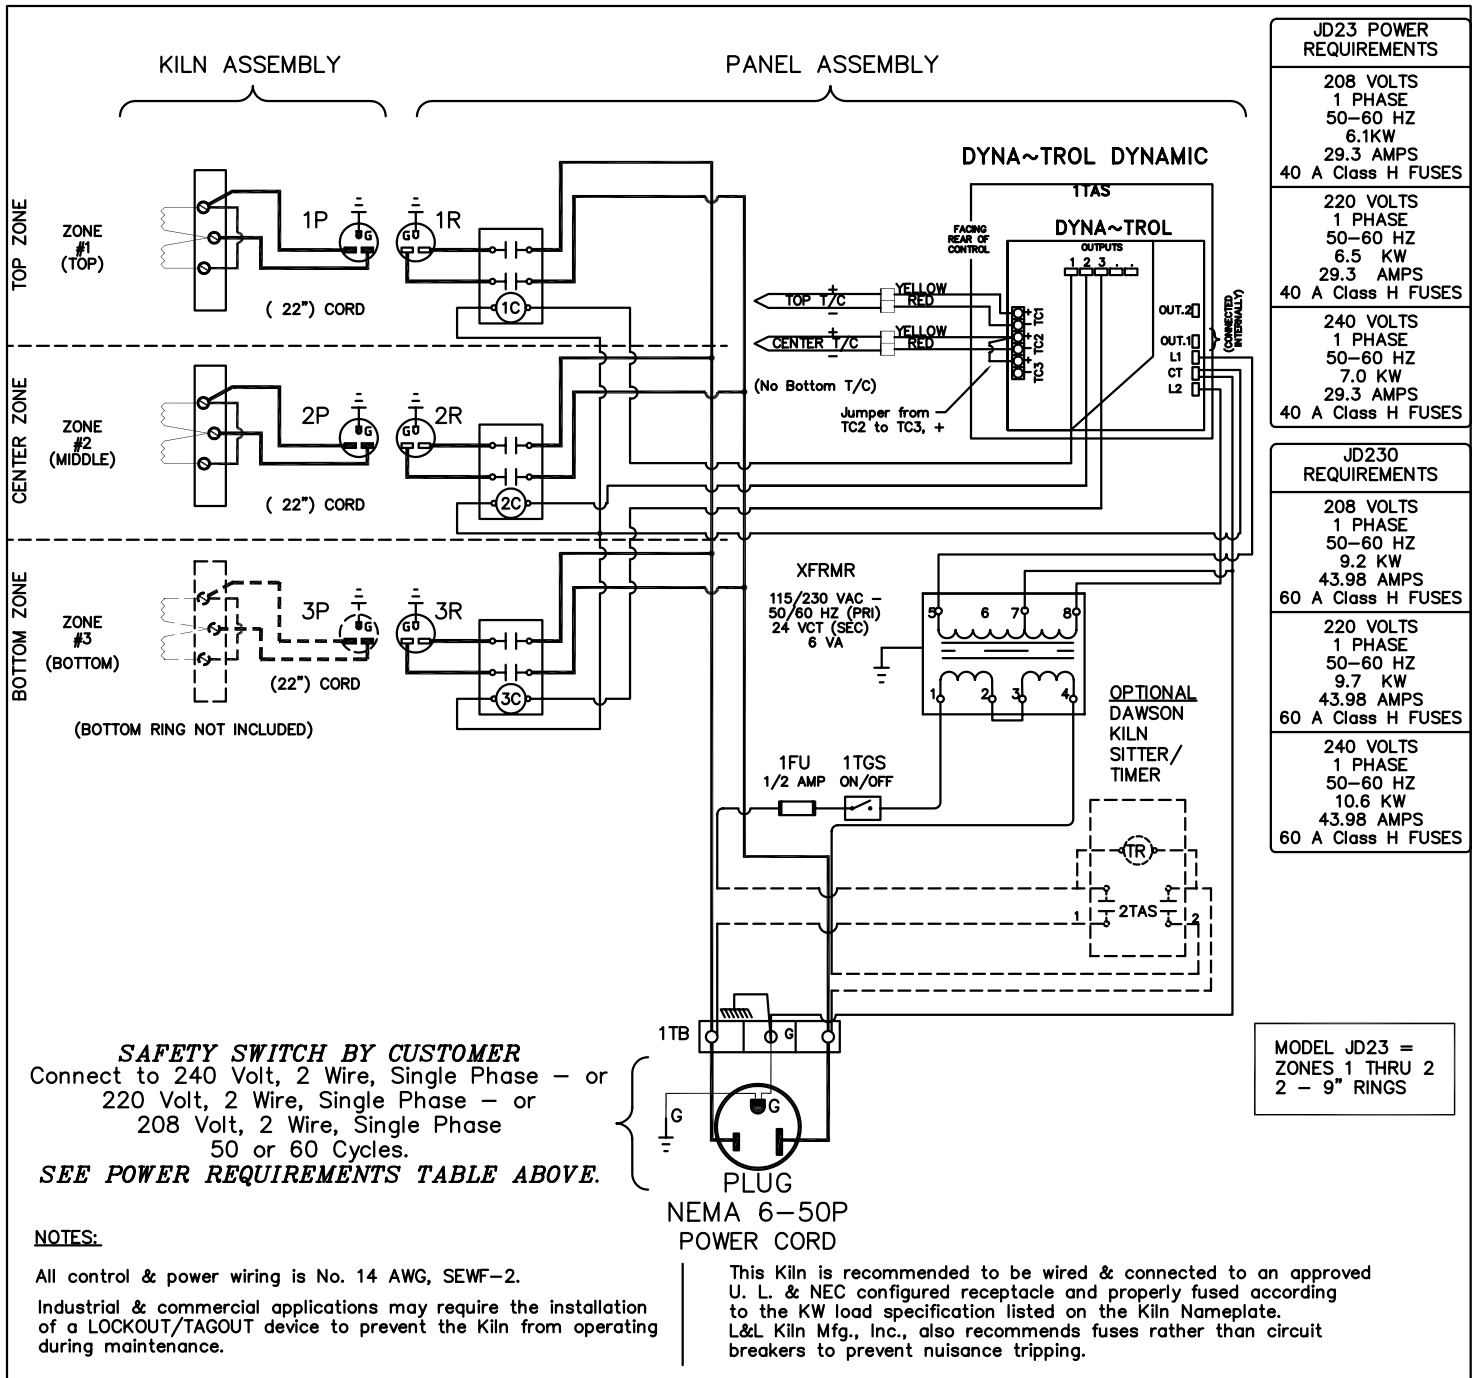 KILN ASSEMBLY
PANEL ASSEMBLY
JD23 POWER
REQUIREMENTS
208 VOLTS
1 PHASE
50-60 HZ
6.1KW
29.3 AMPS
40 A Class H FUSES
220 VOLTS
1 PHASE
50-60 HZ
6.5 KW
29.3 AMPS
40 A Class H FUSES
240 VOLTS
1 PHASE
50-60 HZ
7.0 KW
29.3 AMPS
40 A Class H FUSES
JD230
REQUIREMENTS
208 VOLTS
1 PHASE
50-60 HZ
9.2 KW
43.98 AMPS
60 A Class H FUSES
220 VOLTS
1 PHASE
50-60 HZ
9.7 KW
43.98 AMPS
60 A Class H FUSES
240 VOLTS
1 PHASE
50-60 HZ
10.6 KW
43.98 AMPS
60 A Class H FUSES
TOP ZONE
ZONE
#1
(TOP)
1P
G
G
1R
( 22") CORD
1C
CENTER ZONE
ZONE
#2
(MIDDLE)
2P
G
G
2R
( 22") CORD
2C
BOTTOM ZONE
ZONE
#3
(BOTTOM)
3P
G
G
3R
(22") CORD
3C
(BOTTOM RING NOT INCLUDED)
DYNA~TROL DYNAMIC
1TAS
FACING
REAR OF
CONTROL
DYNA~TROL
OUTPUTS
1 2 3 . .
+
TOP T/C
-
YELLOW
RED
+
CENTER T/C
-
YELLOW
RED
+
- TC1
+
- TC2
+
- TC3
OUT.2
OUT.1
L1
CT
L2
(CONNECTED
INTERNALLY)
(No Bottom T/C)
Jumper from
TC2 to TC3, +
XFRMR
115/230 VAC -
50/60 HZ (PRI)
24 VCT (SEC)
6 VA
5 6 7 8
1 2 3 4
OPTIONAL
DAWSON
KILN
SITTER/
TIMER
1FU
1/2 AMP
1TGS
ON/OFF
TR
1
2TAS
2
1TB
G
G
G
PLUG
NEMA 6-50P
POWER CORD
SAFETY SWITCH BY CUSTOMER
Connect to 240 Volt, 2 Wire, Single Phase - or
220 Volt, 2 Wire, Single Phase - or
208 Volt, 2 Wire, Single Phase
50 or 60 Cycles.
SEE POWER REQUIREMENTS TABLE ABOVE.
MODEL JD23 =
ZONES 1 THRU 2
2 - 9" RINGS
NOTES:
All control & power wiring is No. 14 AWG, SEWF-2.
Industrial & commercial applications may require the installation
of a LOCKOUT/TAGOUT device to prevent the Kiln from operating
during maintenance.
This Kiln is recommended to be wired & connected to an approved
U. L. & NEC configured receptacle and properly fused according
to the KW load specification listed on the Kiln Nameplate.
L&L Kiln Mfg., Inc., also recommends fuses rather than circuit
breakers to prevent nuisance tripping.